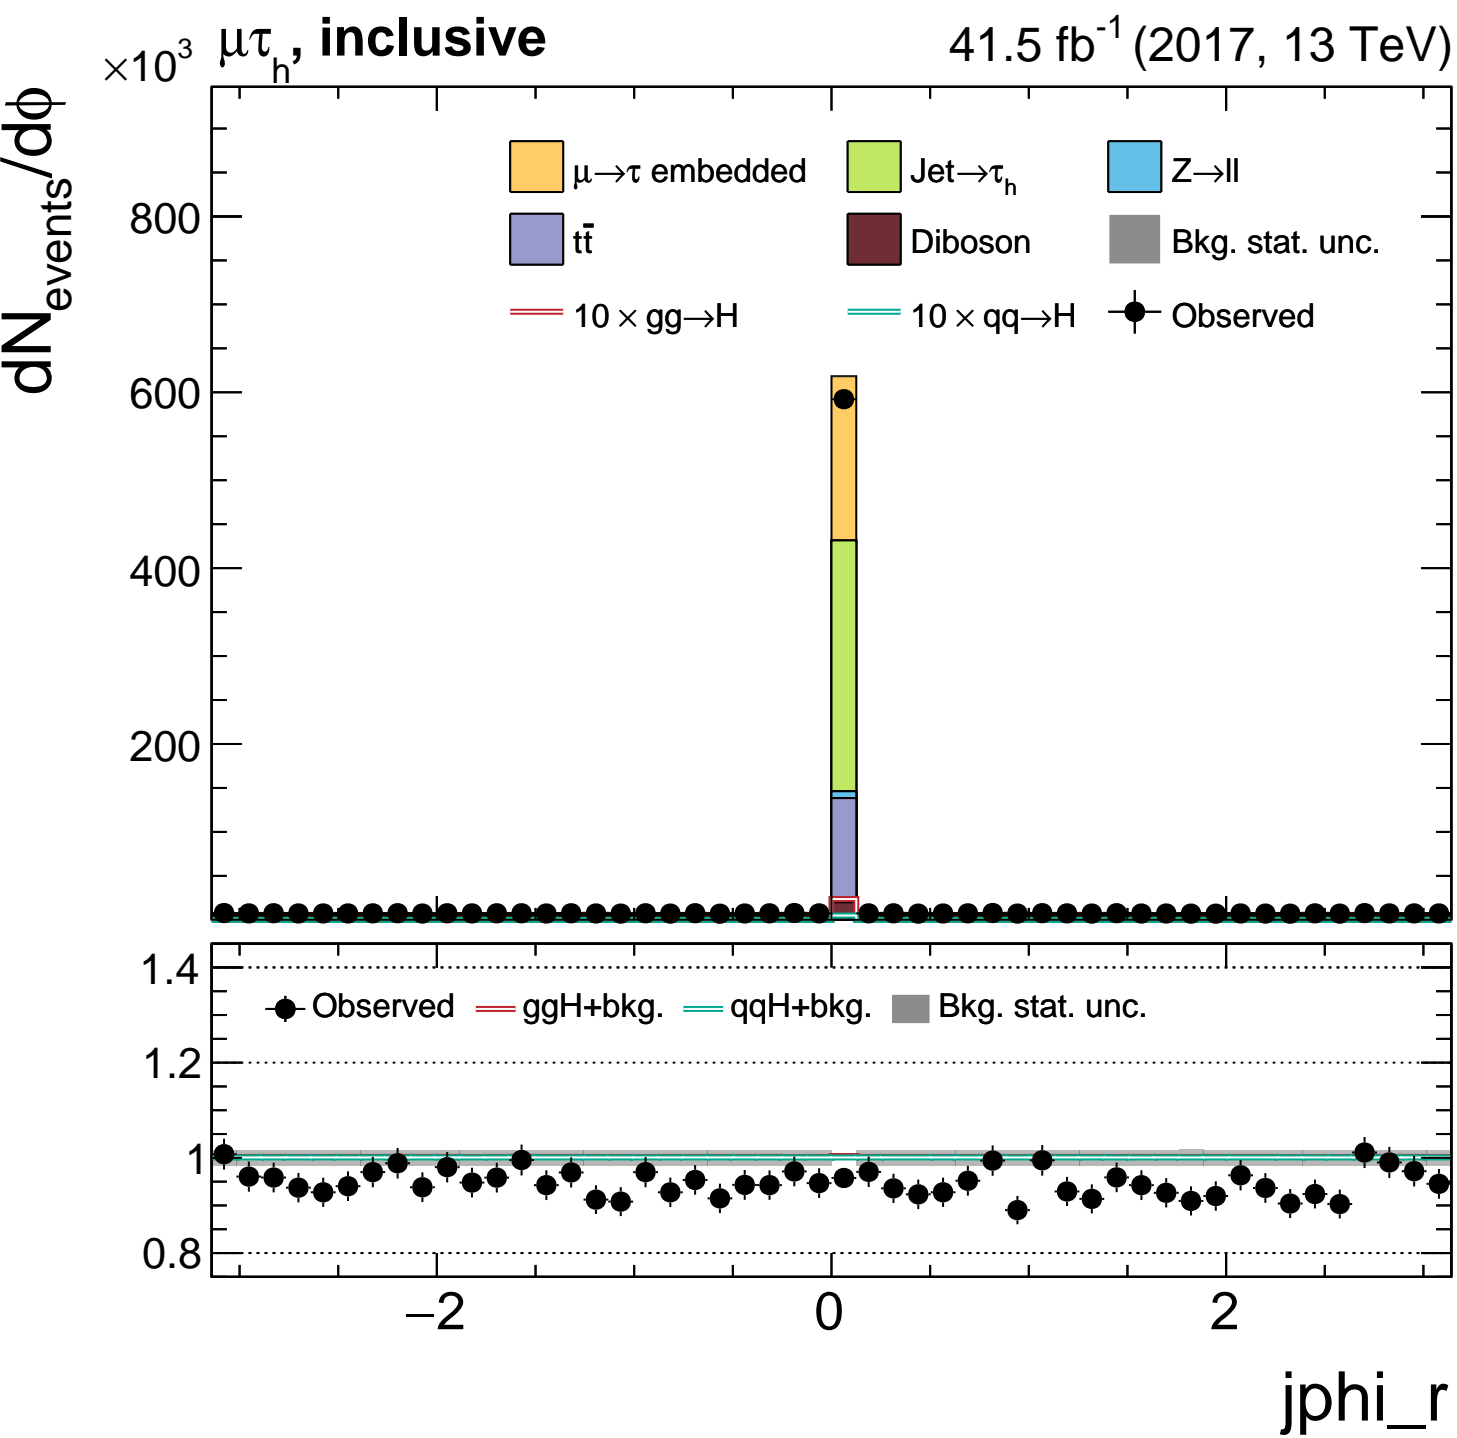 ×10³ μτh, inclusive 41.5 fb⁻¹ (2017, 13 TeV)
dNevents/dϕ
μ→τ embedded Jet→τh Z→ll
tt̄ Diboson Bkg. stat. unc.
10 × gg→H 10 × qq→H Observed
800
600
400
200
1.4
Observed ggH+bkg. qqH+bkg. Bkg. stat. unc.
1.2
1
0.8
−2 0 2
jphi_r